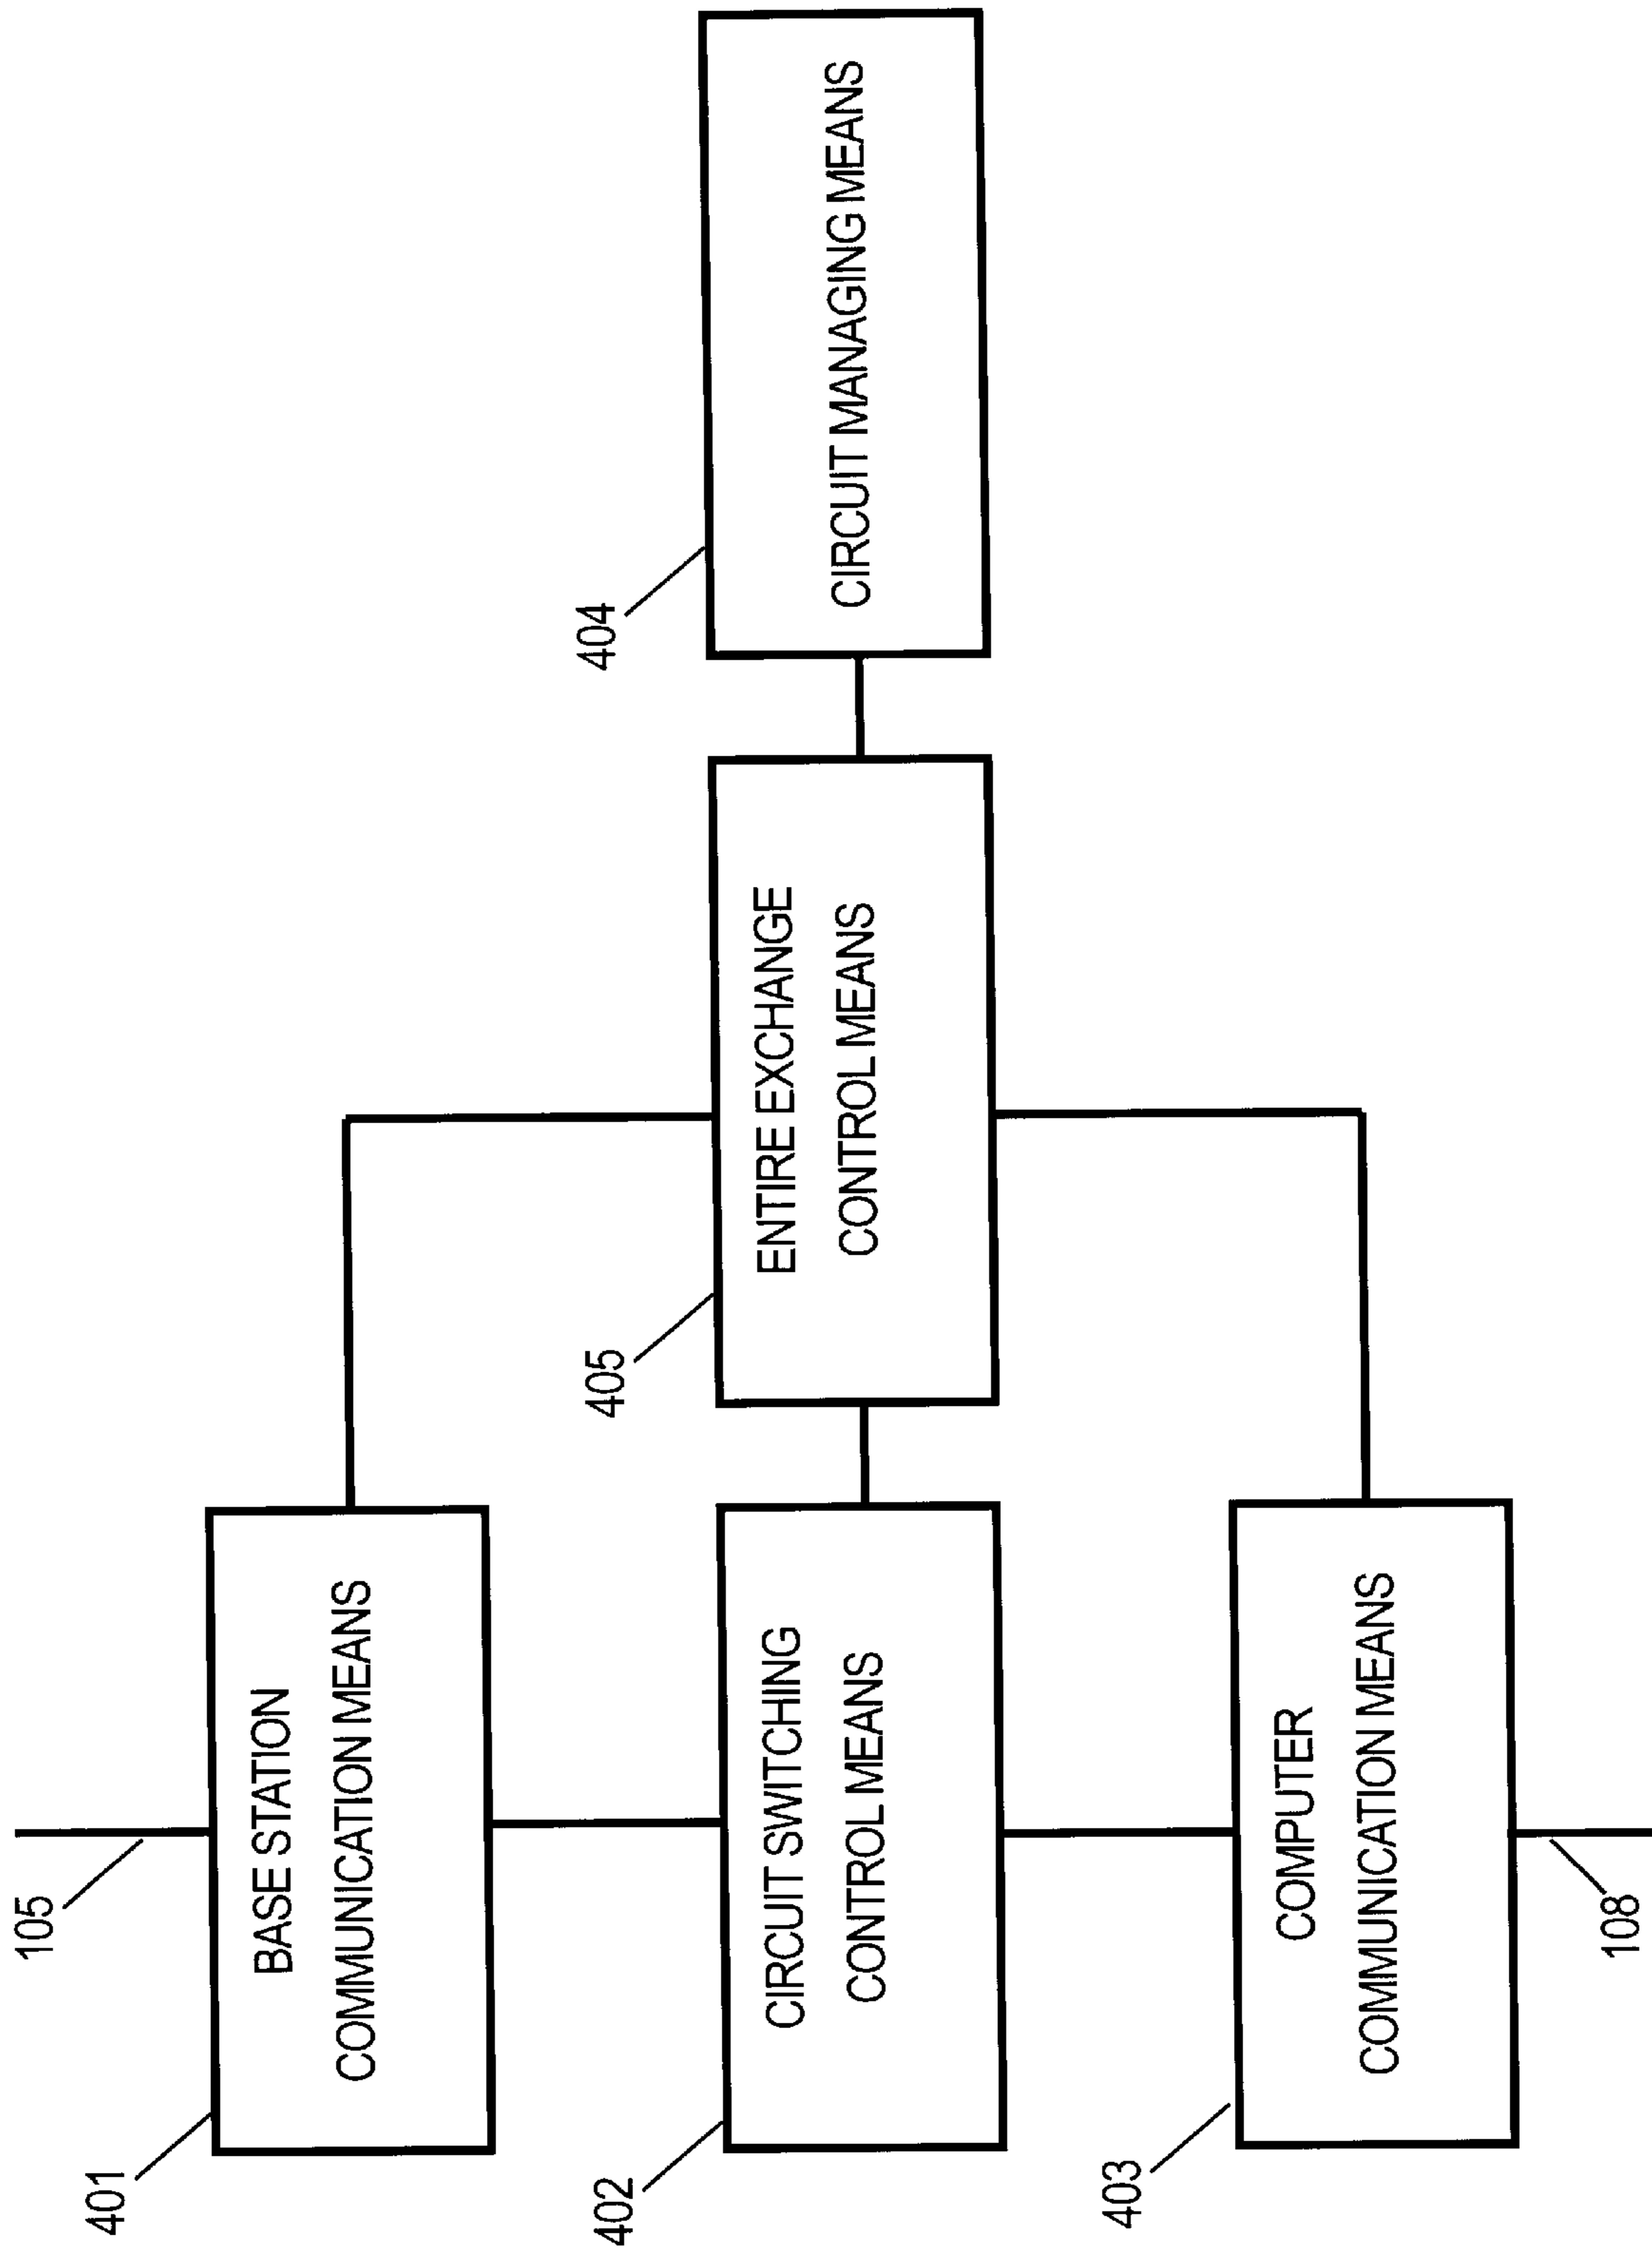 105
401
BASE STATION
COMMUNICATION MEANS
402
CIRCUIT SWITCHING
CONTROL MEANS
403
COMPUTER
COMMUNICATION MEANS
108
405
ENTIRE EXCHANGE
CONTROL MEANS
404
CIRCUIT MANAGING MEANS